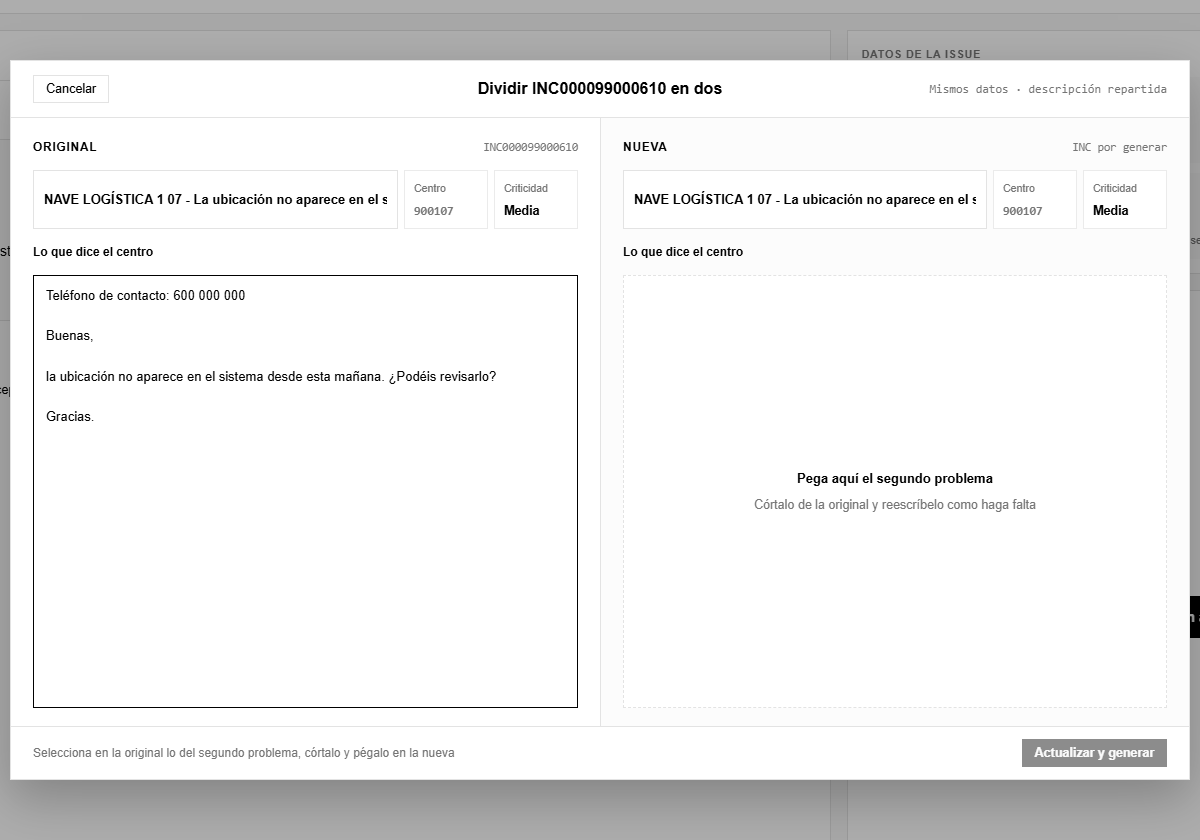 DATOS DE LA ISSUE
Cancelar
Dividir INC000099000610 en dos
Mismos datos · descripción repartida
ORIGINAL
INC000099000610
NAVE LOGÍSTICA 1 07 - La ubicación no aparece en el s
Centro
900107
Criticidad
Media
Lo que dice el centro
Teléfono de contacto: 600 000 000
Buenas,
la ubicación no aparece en el sistema desde esta mañana. ¿Podéis revisarlo?
Gracias.
NUEVA
INC por generar
NAVE LOGÍSTICA 1 07 - La ubicación no aparece en el s
Centro
900107
Criticidad
Media
Lo que dice el centro
Pega aquí el segundo problema
Córtalo de la original y reescríbelo como haga falta
Selecciona en la original lo del segundo problema, córtalo y pégalo en la nueva
Actualizar y generar